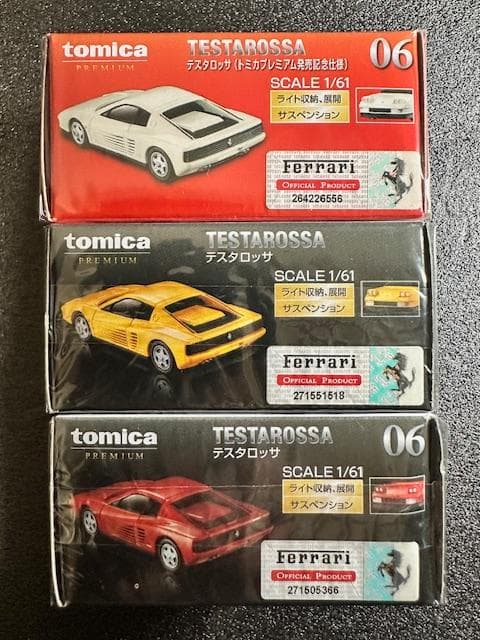 tomica
PREMIUM
TESTAROSSA
テスタロッサ(トミカプレミアム発売記念仕様)
06
SCALE 1/61
ライト収納、展開
サスペンション
Ferrari
OFFICIAL PRODUCT
264226556
tomica
PREMIUM
TESTAROSSA
テスタロッサ
SCALE 1/61
ライト収納、展開
サスペンション
Ferrari
OFFICIAL PRODUCT
271551518
tomica
PREMIUM
TESTAROSSA
テスタロッサ
06
SCALE 1/61
ライト収納、展開
サスペンション
Ferrari
OFFICIAL PRODUCT
271505366